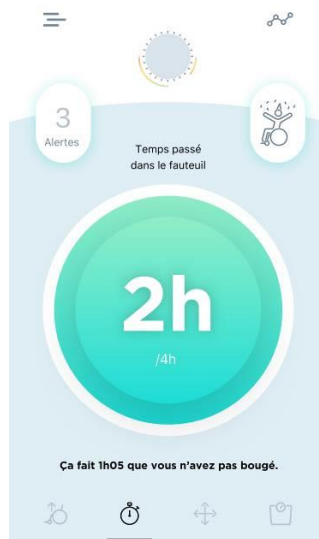 3
Alertes
Temps passé
dans le fauteuil
2h
/4h
Ça fait 1h05 que vous n'avez pas bougé.